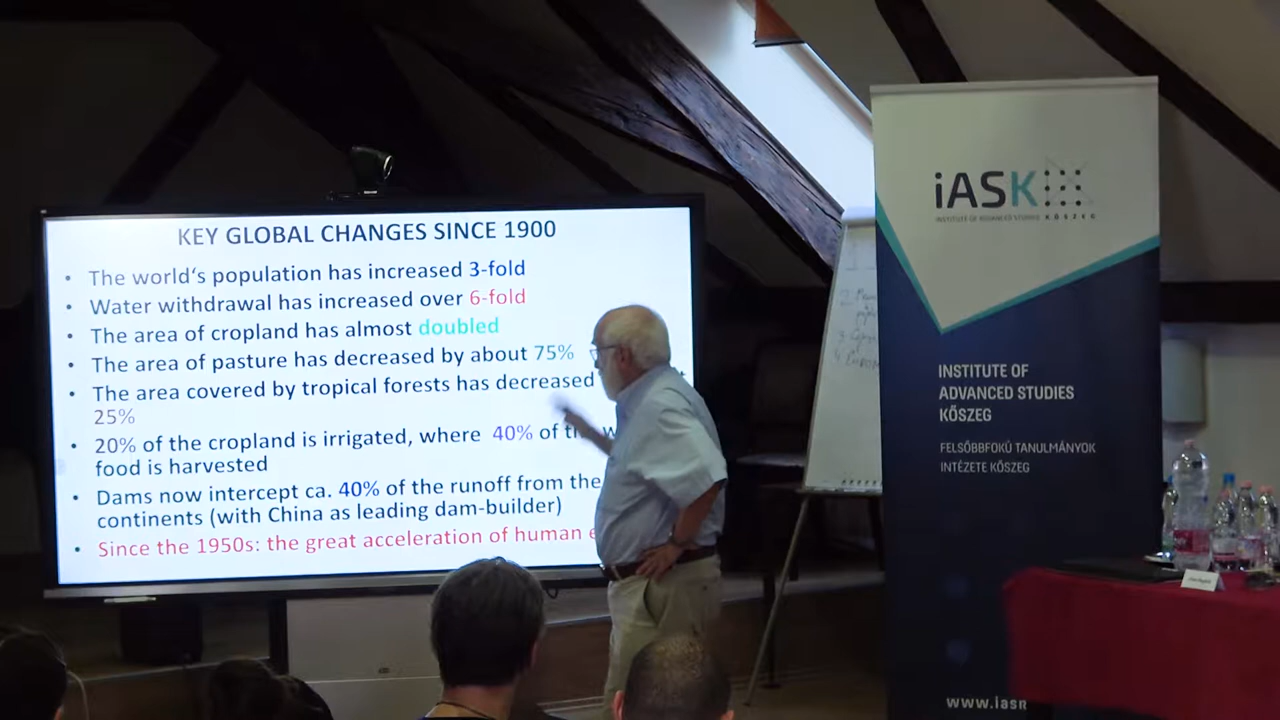 KEY GLOBAL CHANGES SINCE 1900
• The world's population has increased 3-fold
• Water withdrawal has increased over 6-fold
• The area of cropland has almost doubled
• The area of pasture has decreased by about 75%
• The area covered by tropical forests has decreased
25%
• 20% of the cropland is irrigated, where 40% of
food is harvested
• Dams now intercept ca. 40% of the runoff from the
continents (with China as leading dam-builder)
• Since the 1950s: the great acceleration of human
iASK
INSTITUTE OF ADVANCED STUDIES KŐSZEG
INSTITUTE OF
ADVANCED STUDIES
KŐSZEG
FELSŐBBFOKÚ TANULMÁNYOK
INTÉZETE KŐSZEG
www.iask